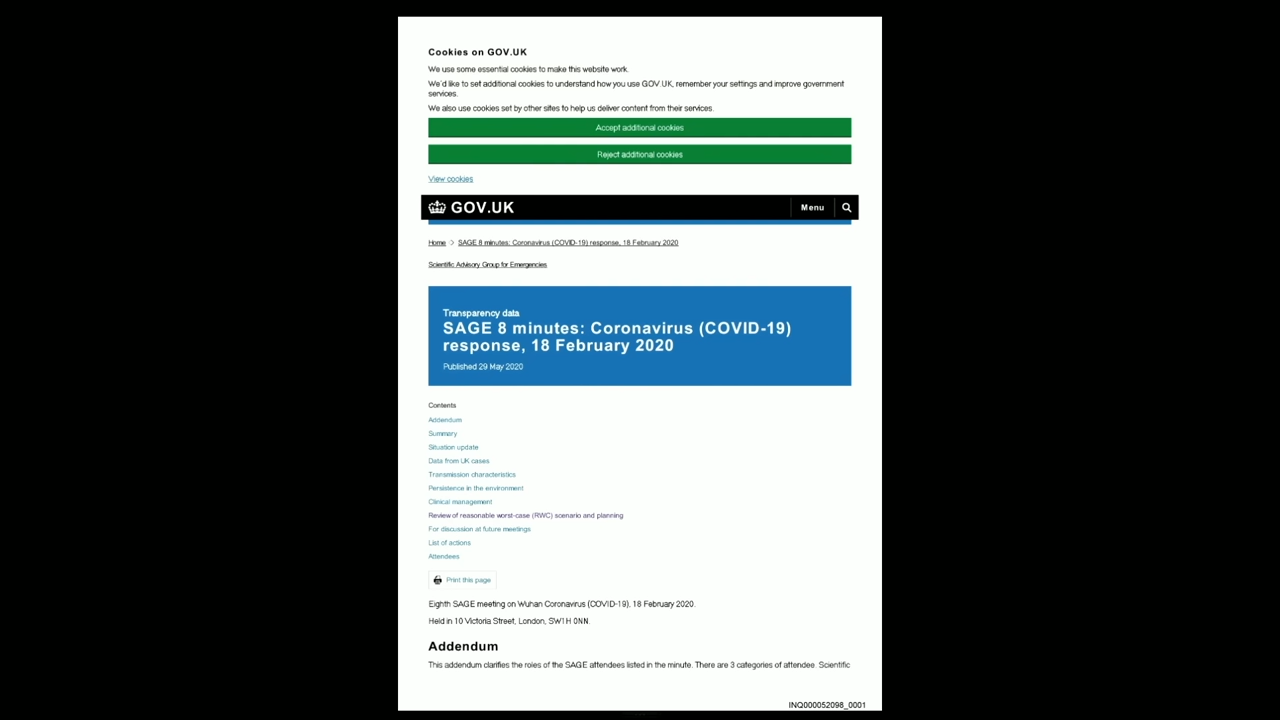 Cookies on GOV.UK
We use some essential cookies to make this website work.
We'd like to set additional cookies to understand how you use GOV.UK, remember your settings and improve government
services.
We also use cookies set by other sites to help us deliver content from their services.
Accept additional cookies
Reject additional cookies
View cookies
GOV.UK Menu
Home > SAGE 8 minutes: Coronavirus (COVID-19) response, 18 February 2020
Scientific Advisory Group for Emergencies
Transparency data
SAGE 8 minutes: Coronavirus (COVID-19)
response, 18 February 2020
Published 29 May 2020
Contents
Addendum
Summary
Situation update
Data from UK cases
Transmission characteristics
Persistence in the environment
Clinical management
Review of reasonable worst-case (RWC) scenario and planning
For discussion at future meetings
List of actions
Attendees
Print this page
Eighth SAGE meeting on Wuhan Coronavirus (COVID-19), 18 February 2020.
Held in 10 Victoria Street, London, SW1H 0NN.
Addendum
This addendum clarifies the roles of the SAGE attendees listed in the minute. There are 3 categories of attendee. Scientific
INQ000052098_0001